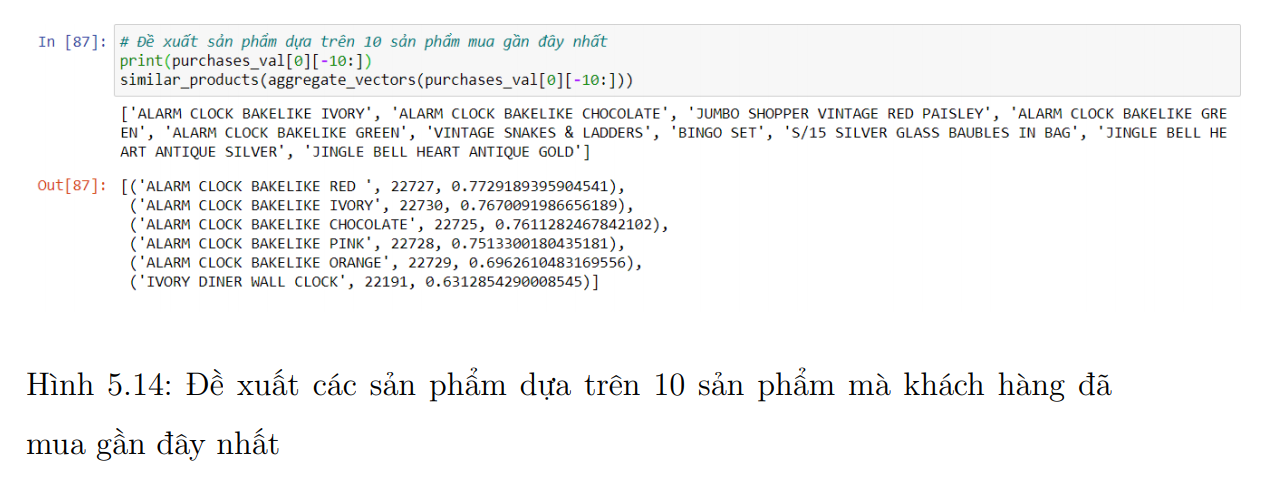 In [87]: # Đề xuất sản phẩm dựa trên 10 sản phẩm mua gần đây nhất
print(purchases_val[0][-10:])
similar_products(aggregate_vectors(purchases_val[0][-10:]))
['ALARM CLOCK BAKELIKE IVORY', 'ALARM CLOCK BAKELIKE CHOCOLATE', 'JUMBO SHOPPER VINTAGE RED PAISLEY', 'ALARM CLOCK BAKELIKE GRE
EN', 'ALARM CLOCK BAKELIKE GREEN', 'VINTAGE SNAKES & LADDERS', 'BINGO SET', 'S/15 SILVER GLASS BAUBLES IN BAG', 'JINGLE BELL HE
ART ANTIQUE SILVER', 'JINGLE BELL HEART ANTIQUE GOLD']
Out[87]: [('ALARM CLOCK BAKELIKE RED ', 22727, 0.7729189395904541),
('ALARM CLOCK BAKELIKE IVORY', 22730, 0.7670091986656189),
('ALARM CLOCK BAKELIKE CHOCOLATE', 22725, 0.7611282467842102),
('ALARM CLOCK BAKELIKE PINK', 22728, 0.7513300180435181),
('ALARM CLOCK BAKELIKE ORANGE', 22729, 0.6962610483169556),
('IVORY DINER WALL CLOCK', 22191, 0.6312854290008545)]
Hình 5.14: Đề xuất các sản phẩm dựa trên 10 sản phẩm mà khách hàng đã
mua gần đây nhất